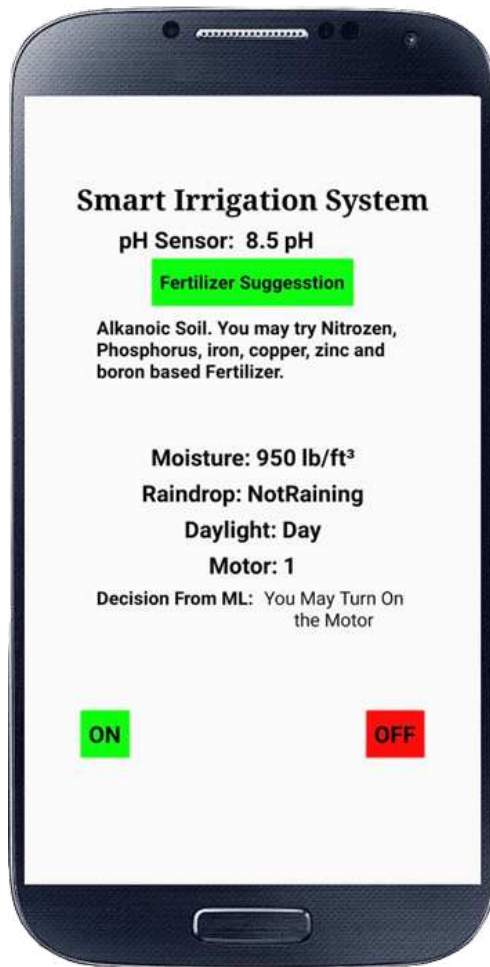 Smart Irrigation System
pH Sensor: 8.5 pH
Fertilizer Suggesstion
Alkanoic Soil. You may try Nitrozen,
Phosphorus, iron, copper, zinc and
boron based Fertilizer.
Moisture: 950 lb/ft³
Raindrop: NotRaining
Daylight: Day
Motor: 1
Decision From ML: You May Turn On
the Motor
ON OFF